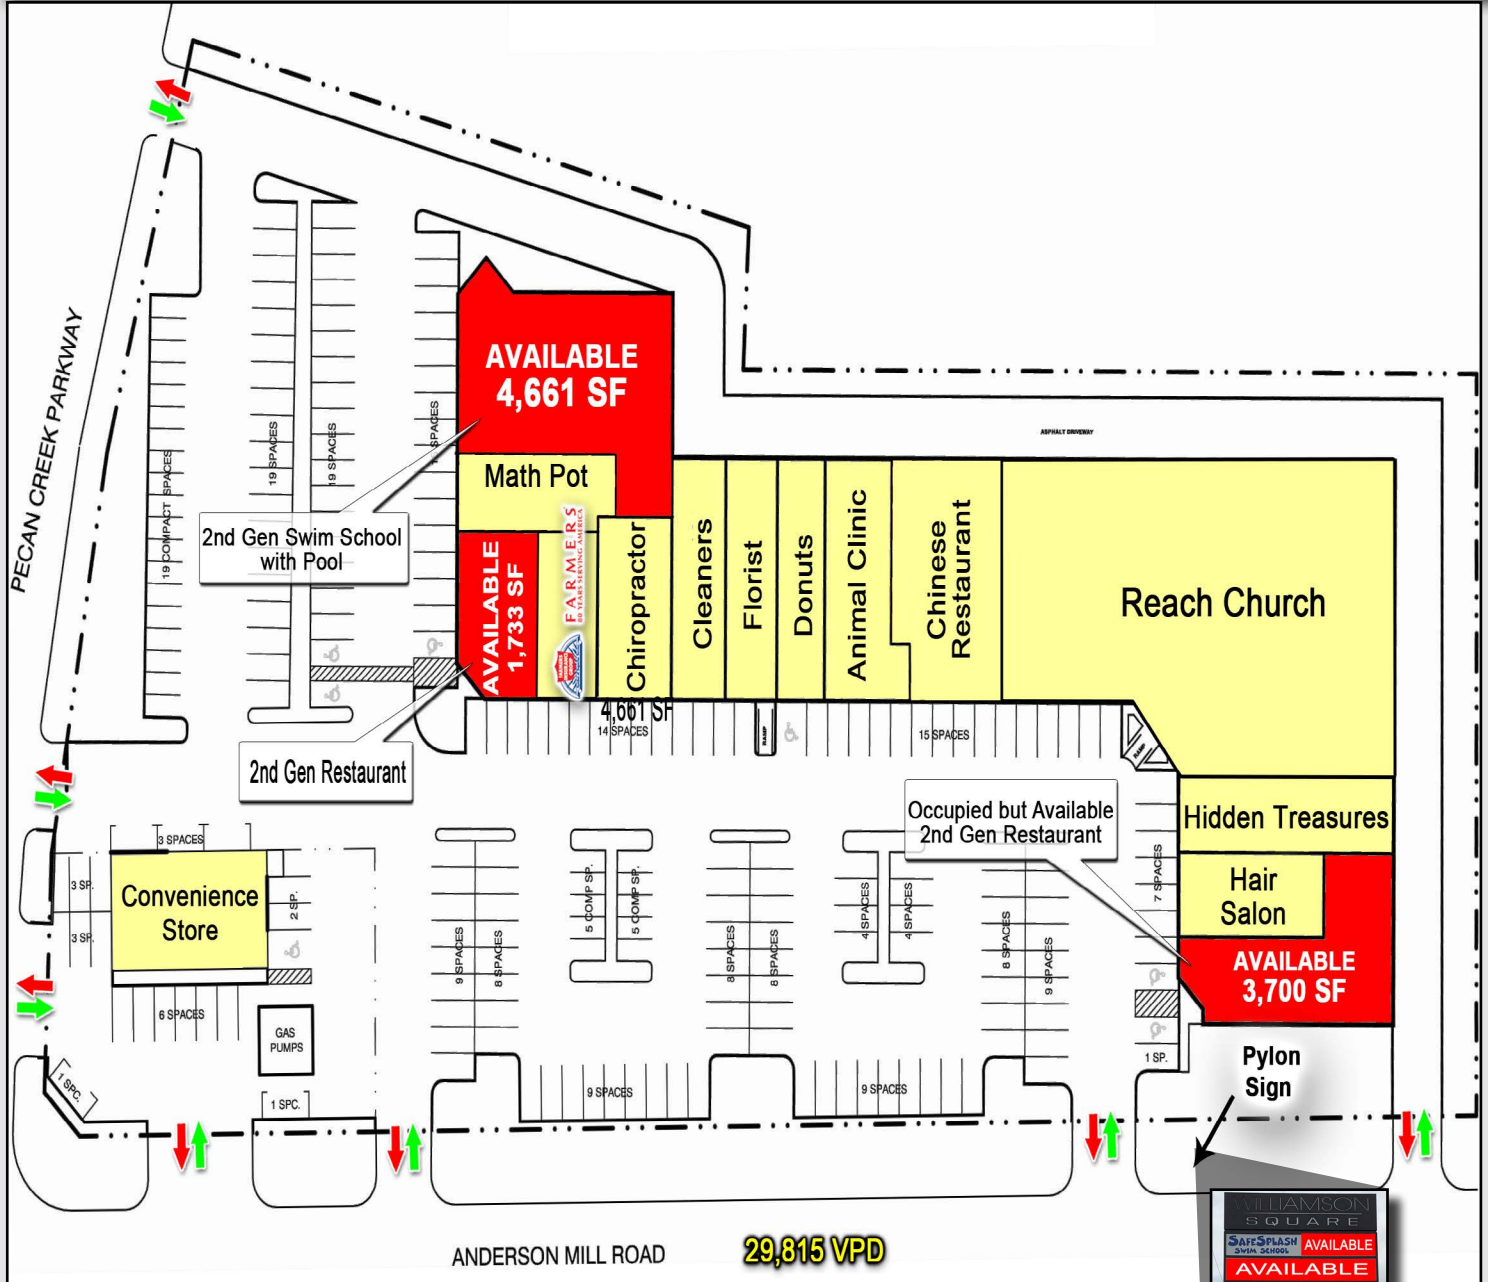 PECAN CREEK PARKWAY
19 COMPACT SPACES
19 SPACES
19 SPACES
SPACES
AVAILABLE
4,661 SF
2nd Gen Swim School
with Pool
Math Pot
AVAILABLE
1,733 SF
FARMERS
80 YEARS SERVING AMERICA
Chiropractor
4,661 SF
Cleaners
Florist
Donuts
Animal Clinic
Chinese
Restaurant
ASPHALT DRIVEWAY
Reach Church
2nd Gen Restaurant
14 SPACES
RAMP
15 SPACES
RAMP
Occupied but Available
2nd Gen Restaurant
Hidden Treasures
7 SPACES
Hair
Salon
AVAILABLE
3,700 SF
1 SP.
3 SPACES
3 SP.
3 SP.
Convenience
Store
2 SP.
6 SPACES
GAS
PUMPS
1 SPC.
1 SPC.
9 SPACES
8 SPACES
5 COMP SP.
5 COMP SP.
8 SPACES
8 SPACES
4 SPACES
4 SPACES
8 SPACES
9 SPACES
9 SPACES
9 SPACES
Pylon
Sign
WILLIAMSON
SQUARE
SAFESPLASH
SWIM SCHOOL
AVAILABLE
AVAILABLE
ANDERSON MILL ROAD
29,815 VPD